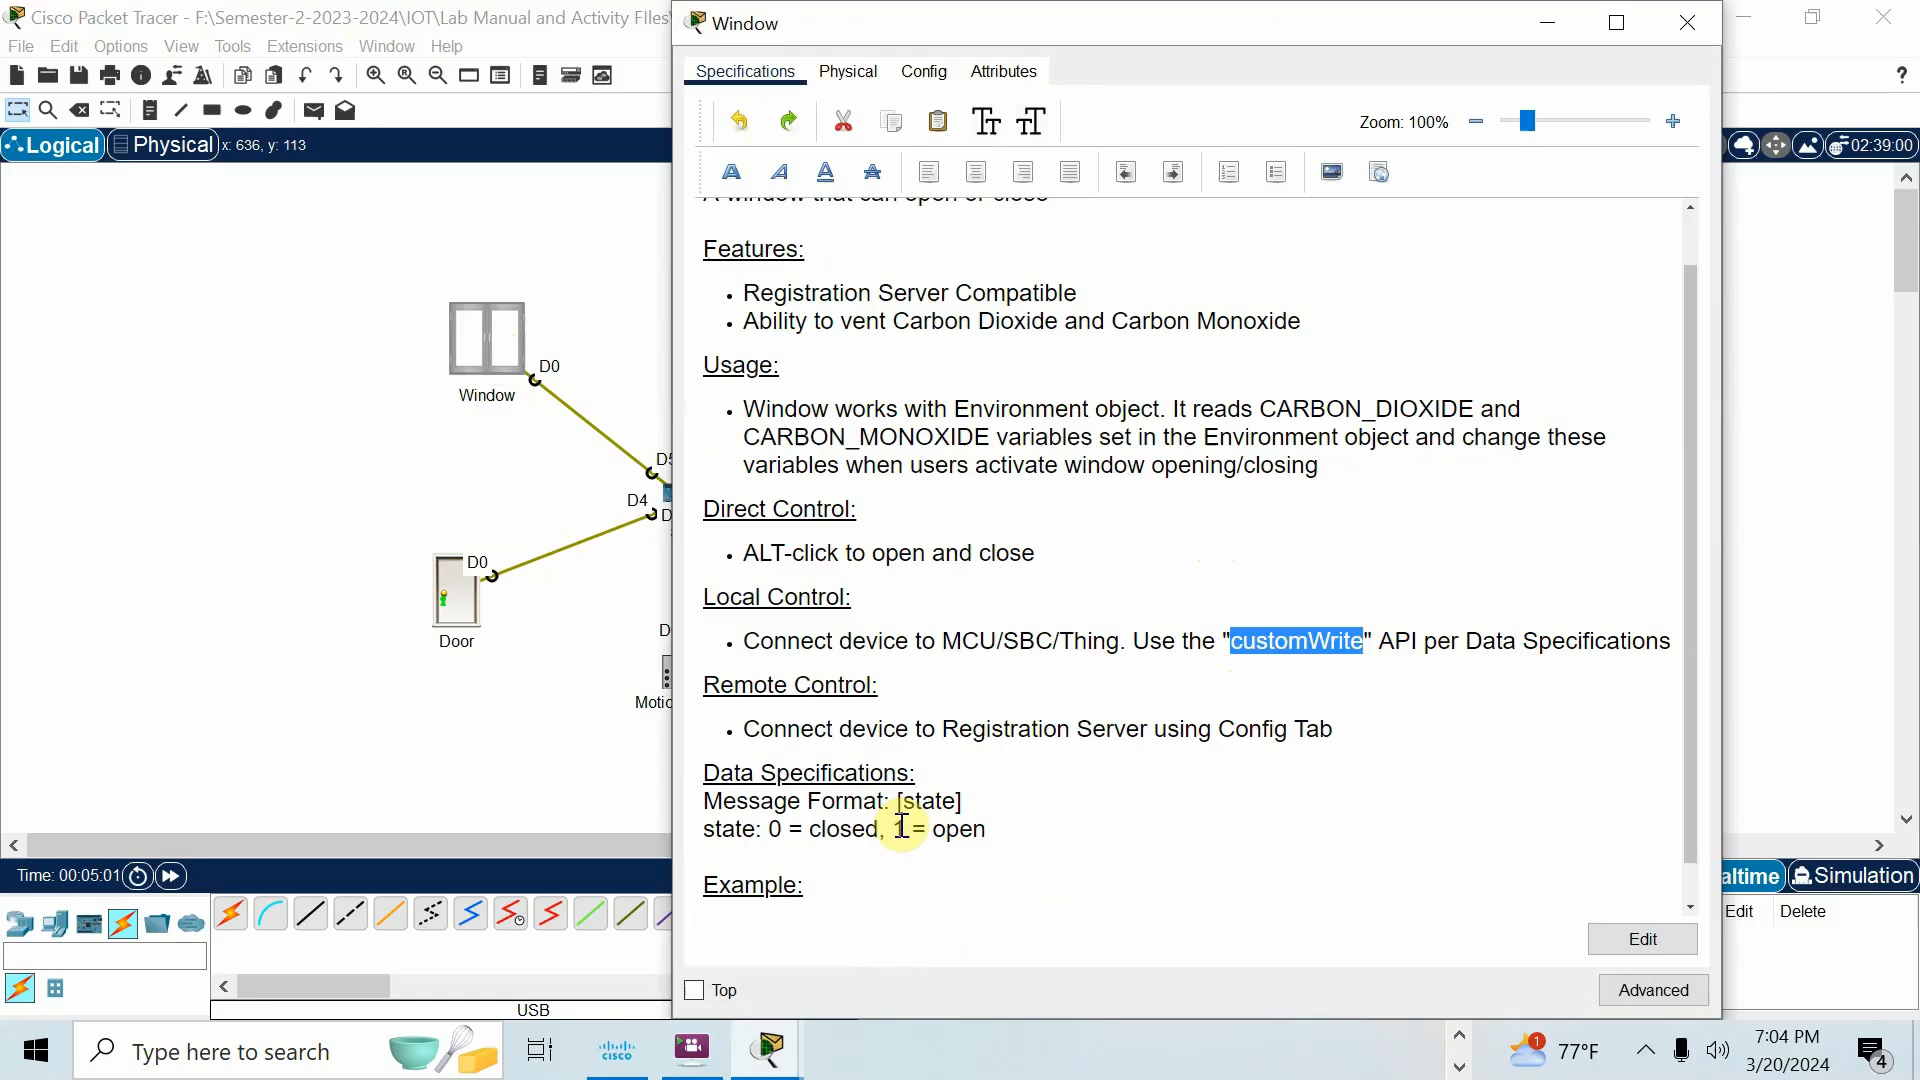 Cisco Packet Tracer - F:\Semester-2-2023-2024\IOT\Lab Manual and Activity FIles\
File Edit Options View Tools Extensions Window Help
?
Logical Physical x: 636, y: 113
02:39:00
Window
Specifications Physical Config Attributes
Zoom: 100%
Features:
• Registration Server Compatible
• Ability to vent Carbon Dioxide and Carbon Monoxide
Usage:
• Window works with Environment object. It reads CARBON_DIOXIDE and
CARBON_MONOXIDE variables set in the Environment object and change these
variables when users activate window opening/closing
Direct Control:
• ALT-click to open and close
Local Control:
• Connect device to MCU/SBC/Thing. Use the "customWrite" API per Data Specifications
Remote Control:
• Connect device to Registration Server using Config Tab
Data Specifications:
Message Format: [state]
state: 0 = closed, 1 = open
Example:
Edit
Top
Advanced
D0
Window
D4
D0
Door
Time: 00:05:01
Simulation
Edit Delete
USB
Type here to search
cisco
1
77°F
7:04 PM
3/20/2024
4